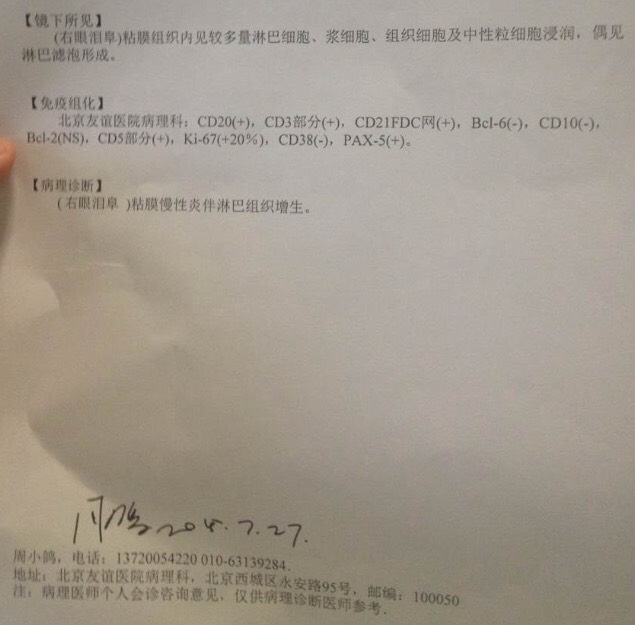 【镜下所见】
(右眼泪阜)粘膜组织内见较多量淋巴细胞、浆细胞、组织细胞及中性粒细胞浸润，偶见
淋巴滤泡形成。
【免疫组化】
北京友谊医院病理科：CD20(+)，CD3部分(+)，CD21FDC网(+)，Bcl-6(-)，CD10(-)，
Bcl-2(NS)，CD5部分(+)，Ki-67(+20%)，CD38(-)，PAX-5(+)。
【病理诊断】
(右眼泪阜 )粘膜慢性炎伴淋巴组织增生。
7.27.
周小鸽，电话：13720054220 010-63139284.
地址：北京友谊医院病理科，北京西城区永安路95号，邮编：100050
注：病理医师个人会诊咨询意见，仅供病理诊断医师参考.